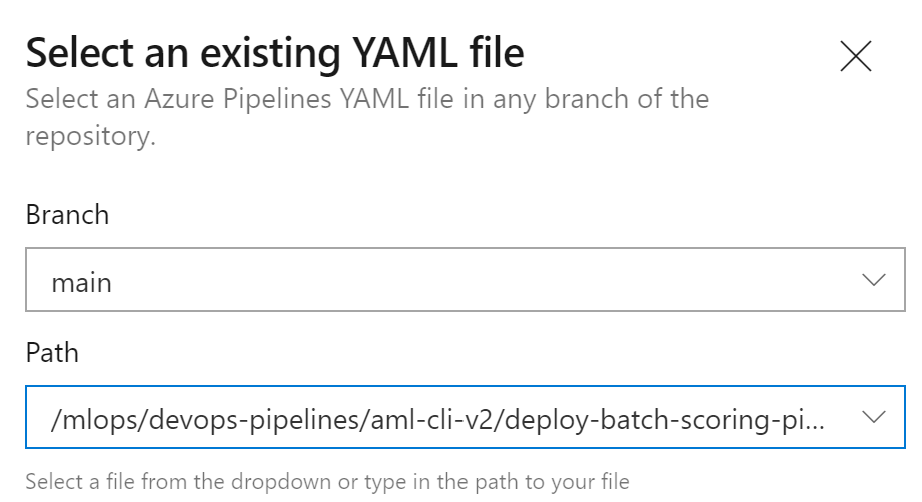 Select an existing YAML file
Select an Azure Pipelines YAML file in any branch of the
repository.
Branch
main
Path
/mlops/devops-pipelines/aml-cli-v2/deploy-batch-scoring-pi...
Select a file from the dropdown or type in the path to your file